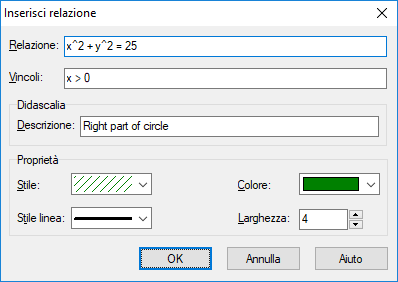 Inserisci relazione
Relazione: x^2 + y^2 = 25
Vincoli: x > 0
Didascalia
Descrizione: Right part of circle
Proprietà
Stile: Colore:
Stile linea: Larghezza: 4
OK Annulla Aiuto